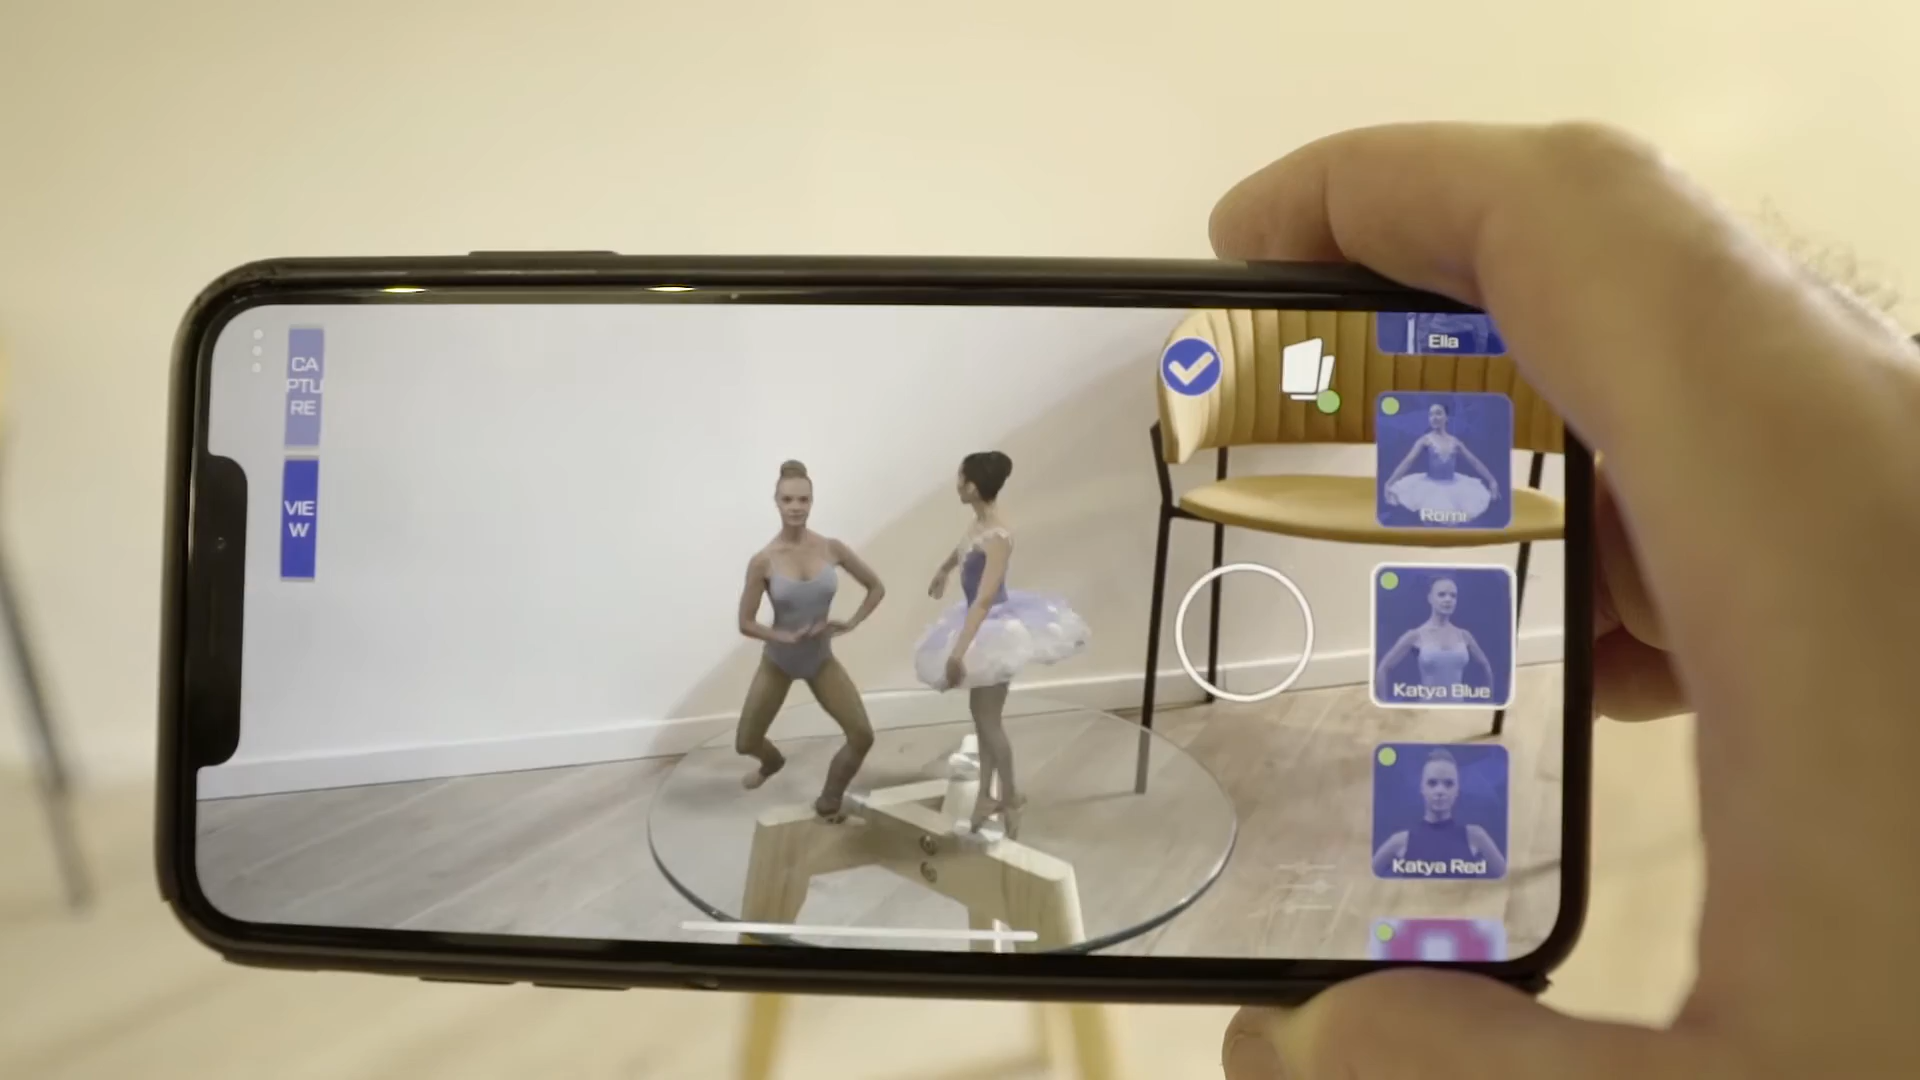 CA
PTU
RE
VIE
W
Ella
Romi
Katya Blue
Katya Red